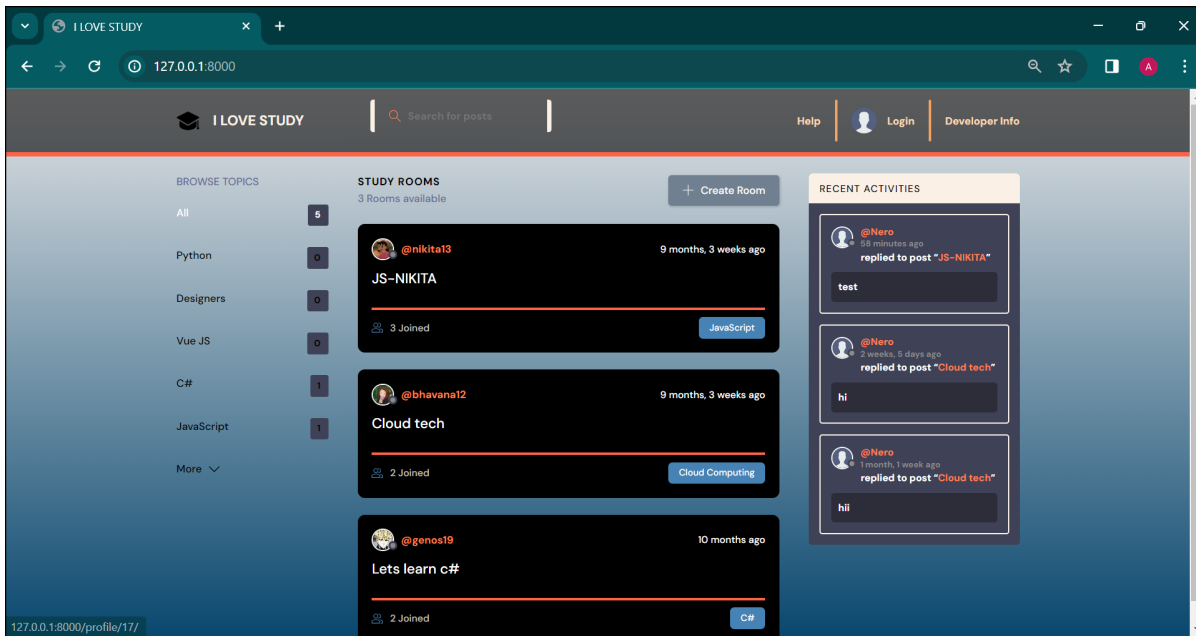 I LOVE STUDY
127.0.0.1:8000
A
I LOVE STUDY
Search for posts
Help
Login
Developer Info
BROWSE TOPICS
All 5
Python 0
Designers 0
Vue JS 0
C# 1
JavaScript 1
More
STUDY ROOMS
3 Rooms available
Create Room
@nikita13 9 months, 3 weeks ago
JS-NIKITA
3 Joined JavaScript
@bhavana12 9 months, 3 weeks ago
Cloud tech
2 Joined Cloud Computing
@genos19 10 months ago
Lets learn c#
2 Joined C#
RECENT ACTIVITIES
@Nero
58 minutes ago
replied to post “JS-NIKITA”
test
@Nero
2 weeks, 5 days ago
replied to post “Cloud tech”
hi
@Nero
1 month, 1 week ago
replied to post “Cloud tech”
hii
127.0.0.1:8000/profile/17/